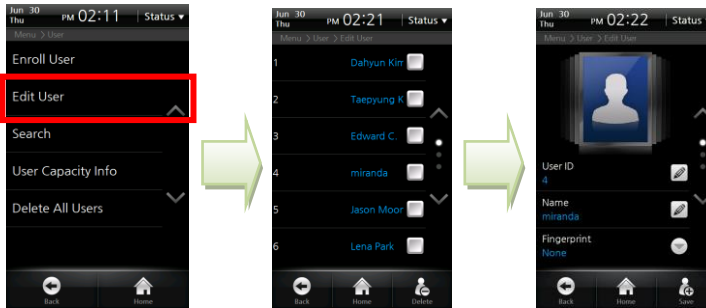 Jun 30
Thu
PM 02:11
Status
Menu > User
Enroll User
Edit User
Search
User Capacity Info
Delete All Users
Back
Home
Jun 30
Thu
PM 02:21
Status
Menu > User > Edit User
1 Dahyun Kim
2 Taepyung K
3 Edward C.
4 miranda
5 Jason Moor
6 Lena Park
Back
Home
Delete
Jun 30
Thu
PM 02:22
Status
Menu > User > Edit User
User ID
4
Name
miranda
Fingerprint
None
Back
Home
Save